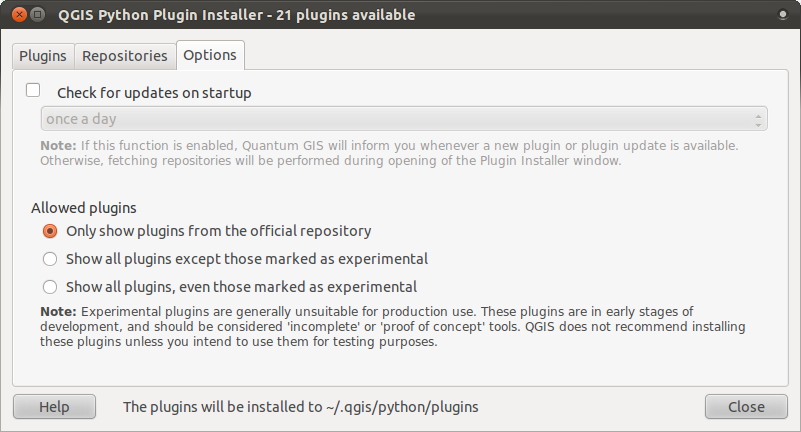 QGIS Python Plugin Installer - 21 plugins available
Plugins Repositories Options
Check for updates on startup
once a day
Note: If this function is enabled, Quantum GIS will inform you whenever a new plugin or plugin update is available.
Otherwise, fetching repositories will be performed during opening of the Plugin Installer window.
Allowed plugins
Only show plugins from the official repository
Show all plugins except those marked as experimental
Show all plugins, even those marked as experimental
Note: Experimental plugins are generally unsuitable for production use. These plugins are in early stages of
development, and should be considered 'incomplete' or 'proof of concept' tools. QGIS does not recommend installing
these plugins unless you intend to use them for testing purposes.
Help The plugins will be installed to ~/.qgis/python/plugins Close